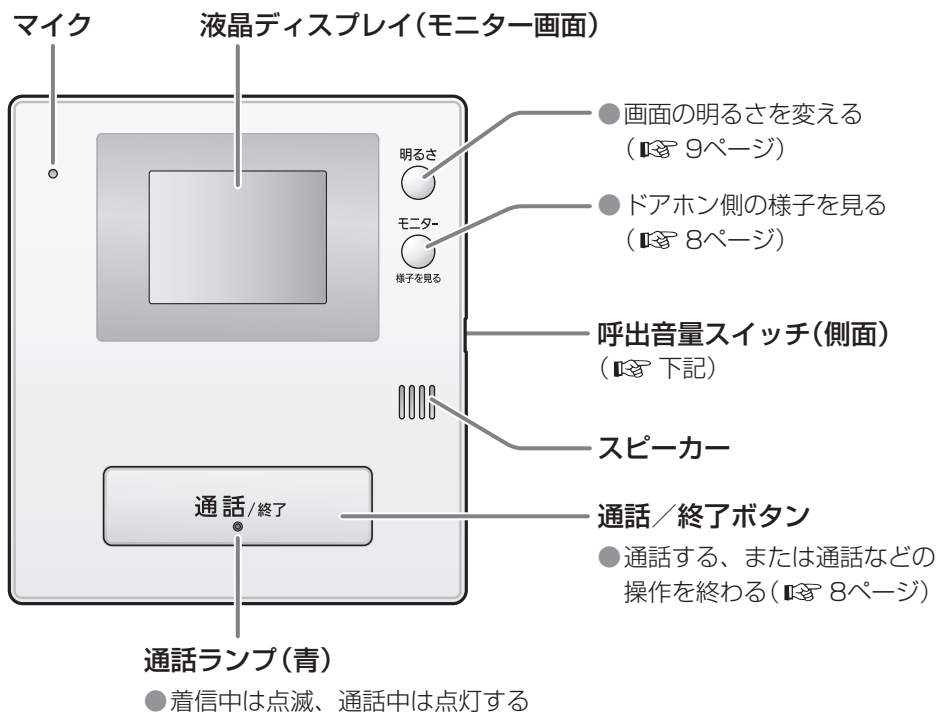 マイク
液晶ディスプレイ(モニター画面)
明るさ
モニター
様子を見る
●画面の明るさを変える
(☞ 9ページ)
●ドアホン側の様子を見る
(☞ 8ページ)
呼出音量スイッチ(側面)
(☞ 下記)
スピーカー
通話/終了
通話/終了ボタン
●通話する、または通話などの
操作を終わる(☞ 8ページ)
通話ランプ(青)
●着信中は点滅、通話中は点灯する